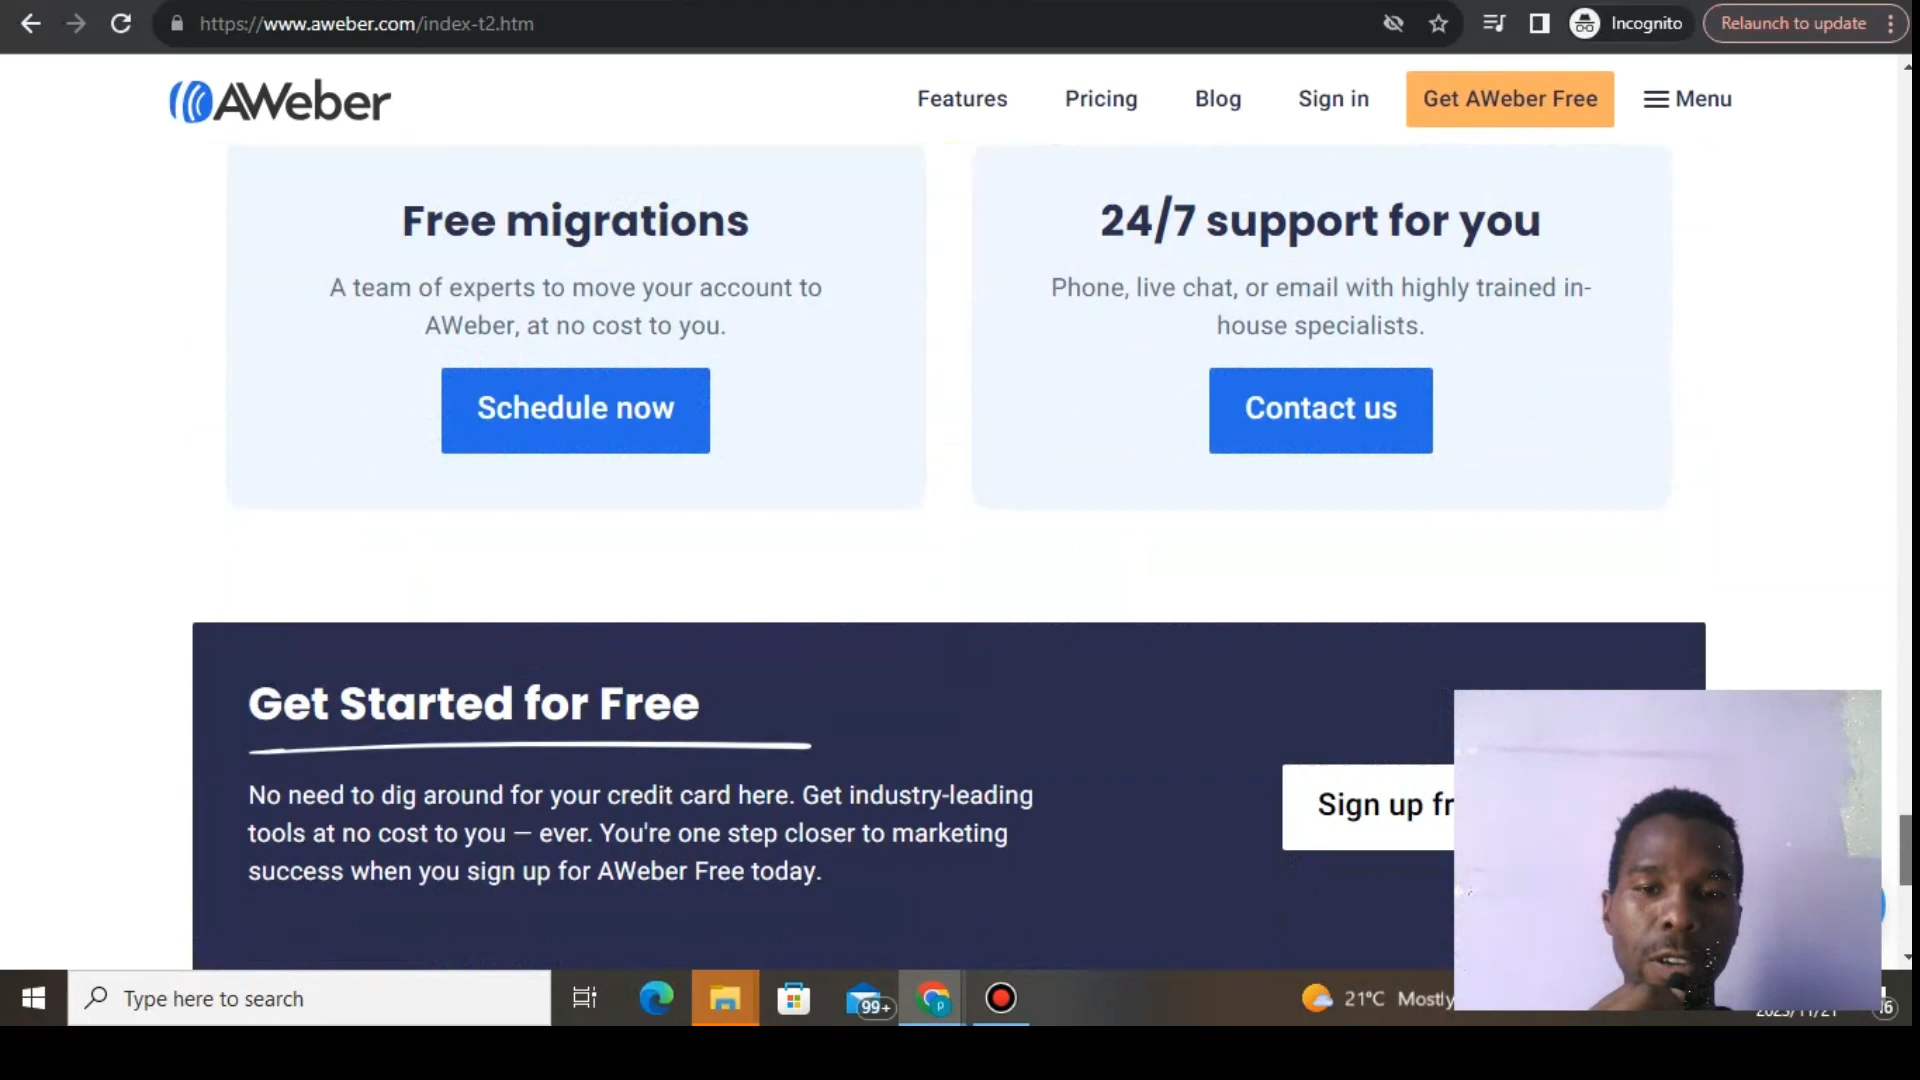 https://www.aweber.com/index-t2.htm
Incognito
Relaunch to update
AWeber
Features
Pricing
Blog
Sign in
Get AWeber Free
Menu
Free migrations
A team of experts to move your account to
AWeber, at no cost to you.
Schedule now
24/7 support for you
Phone, live chat, or email with highly trained in-
house specialists.
Contact us
Get Started for Free
No need to dig around for your credit card here. Get industry-leading
tools at no cost to you — ever. You're one step closer to marketing
success when you sign up for AWeber Free today.
Sign up fr
Type here to search
99+
21°C Mostly